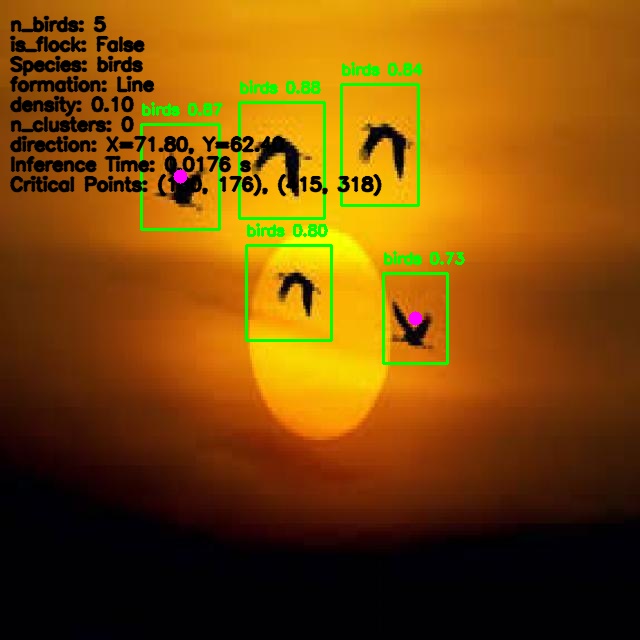 n_birds: 5
is_flock: False
Species: birds
formation: Line
density: 0.10
n_clusters: 0
direction: X=71.80, Y=62.
Inference Time: 0.0176 s
Critical Points: (, 176), (415, 318)
birds 0.87
birds 0.88
birds 0.84
birds 0.80
birds 0.73